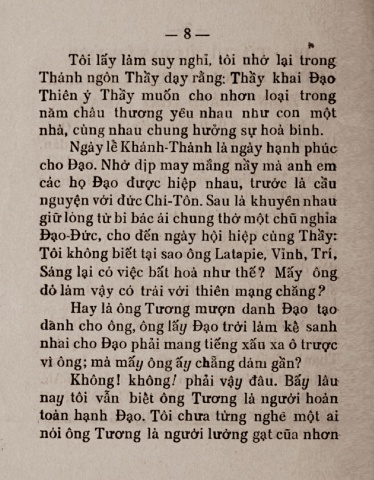 — 8 —
Tôi lấy làm suy nghĩ, tôi nhớ lại trong
Thánh ngôn Thầy dạy rằng: Thầy khai Đạo
Thiên ý Thầy muốn cho nhơn loại trong
năm châu thương yêu nhau như con một
nhà, cùng nhau chung hưởng sự hoà bình.
Ngày lễ Khánh-Thành là ngày hạnh phúc
cho Đạo. Nhờ dịp may mắng nầy mà anh em
các họ Đạo được hiệp nhau, trước là cầu
nguyện với đức Chí-Tôn. Sau là khuyên nhau
giữ lòng từ bi bác ái chung thờ một chũ nghĩa
Đạo-Đức, cho đến ngày hội hiệp cùng Thầy:
Tôi không biết tại sao ông Latapie, Vĩnh, Trí,
Sáng lại có việc bất hoà như thế? Mấy ông
đó làm vậy có trái với thiên mạng chăng?
Hay là ông Tương mượn danh Đạo tạo
dành cho ông, ông lấy Đạo trời làm kế sanh
nhai cho Đạo phải mang tiếng xấu xa ô trược
vì ông; mà mấy ông ấy chẳng dám gần?
Không! không! phải vậy đâu. Bấy lâu
nay tôi vẫn biết ông Tương là người hoàn
toàn hạnh Đạo. Tôi chưa từng nghe một ai
nói ông Tương là người lường gạt cũa nhơn